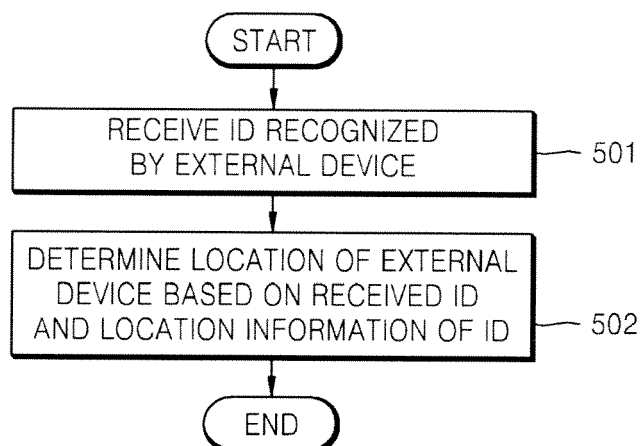 START
RECEIVE ID RECOGNIZED
BY EXTERNAL DEVICE
501
DETERMINE LOCATION OF EXTERNAL
DEVICE BASED ON RECEIVED ID
AND LOCATION INFORMATION OF ID
502
END